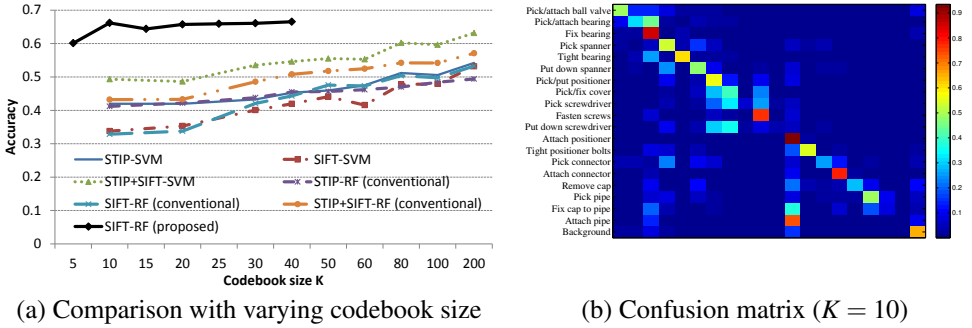 0.7
0.6
0.5
0.4
0.3
0.2
0.1
0
Accuracy
STIP-SVM
SIFT-SVM
STIP+SIFT-SVM
STIP-RF (conventional)
SIFT-RF (conventional)
STIP+SIFT-RF (conventional)
SIFT-RF (proposed)
5 10 15 20 25 30 40 50 60 80 100 200
Codebook size K
(a) Comparison with varying codebook size
Pick/attach ball valve
Pick/attach bearing
Fix bearing
Pick spanner
Tight bearing
Put down spanner
Pick/put positioner
Pick/fix cover
Pick screwdriver
Fasten screws
Put down screwdriver
Attach positioner
Tight positioner bolts
Pick connector
Attach connector
Remove cap
Pick pipe
Fix cap to pipe
Attach pipe
Background
0.9
0.8
0.7
0.6
0.5
0.4
0.3
0.2
0.1
(b) Confusion matrix (K = 10)